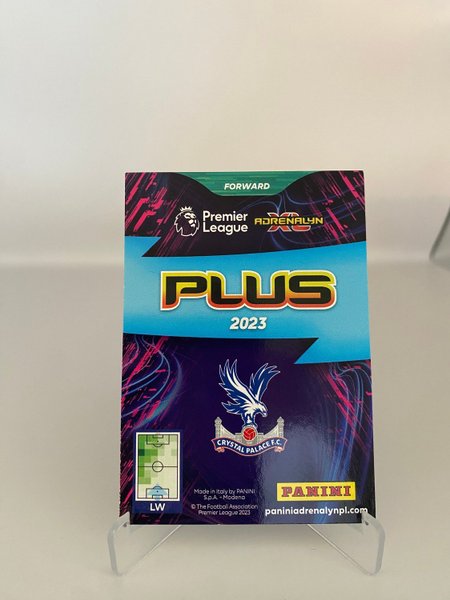 FORWARD
Premier League
ADRENALYN XL
PLUS
2023
CRYSTAL PALACE F.C.
LW
Made in Italy by PANINI
S.p.A. - Modena
© The Football Association
Premier League 2023
PANINI
paniniadrenalynpl.com